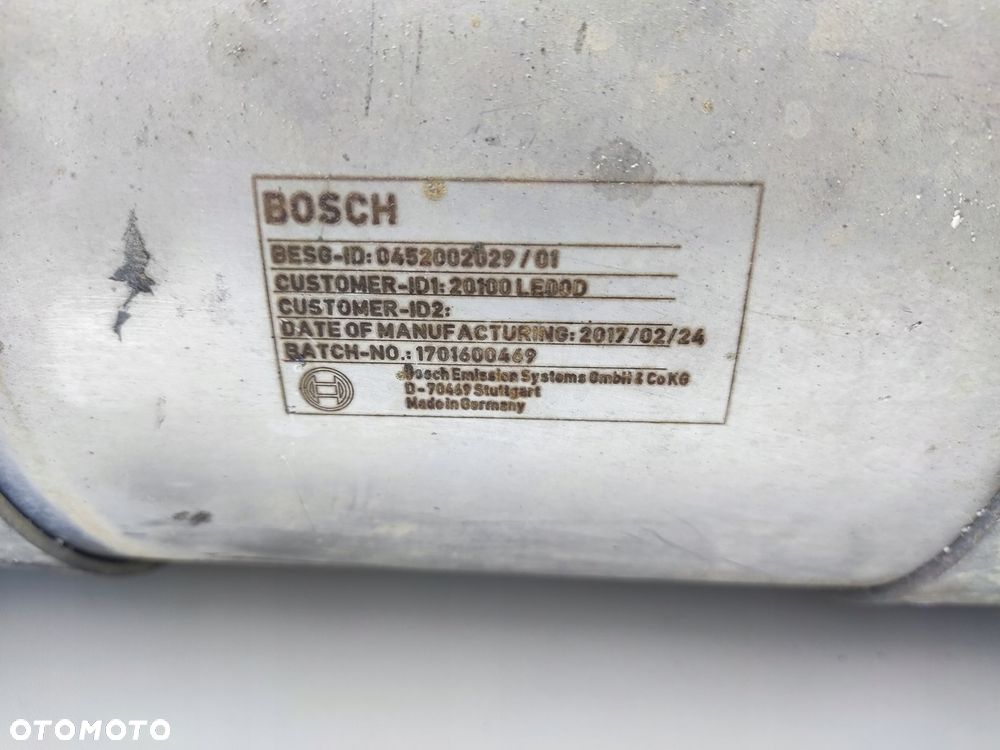 BOSCH
BESG-ID: 0452002029 / 01
CUSTOMER-ID1: 20100 LE00D
CUSTOMER-ID2:
DATE OF MANUFACTURING: 2017/02/24
BATCH-NO.: 1701600469
Bosch Emission Systems GmbH & Co KG
D - 70469 Stuttgart
Made in Germany
OTOMOTO